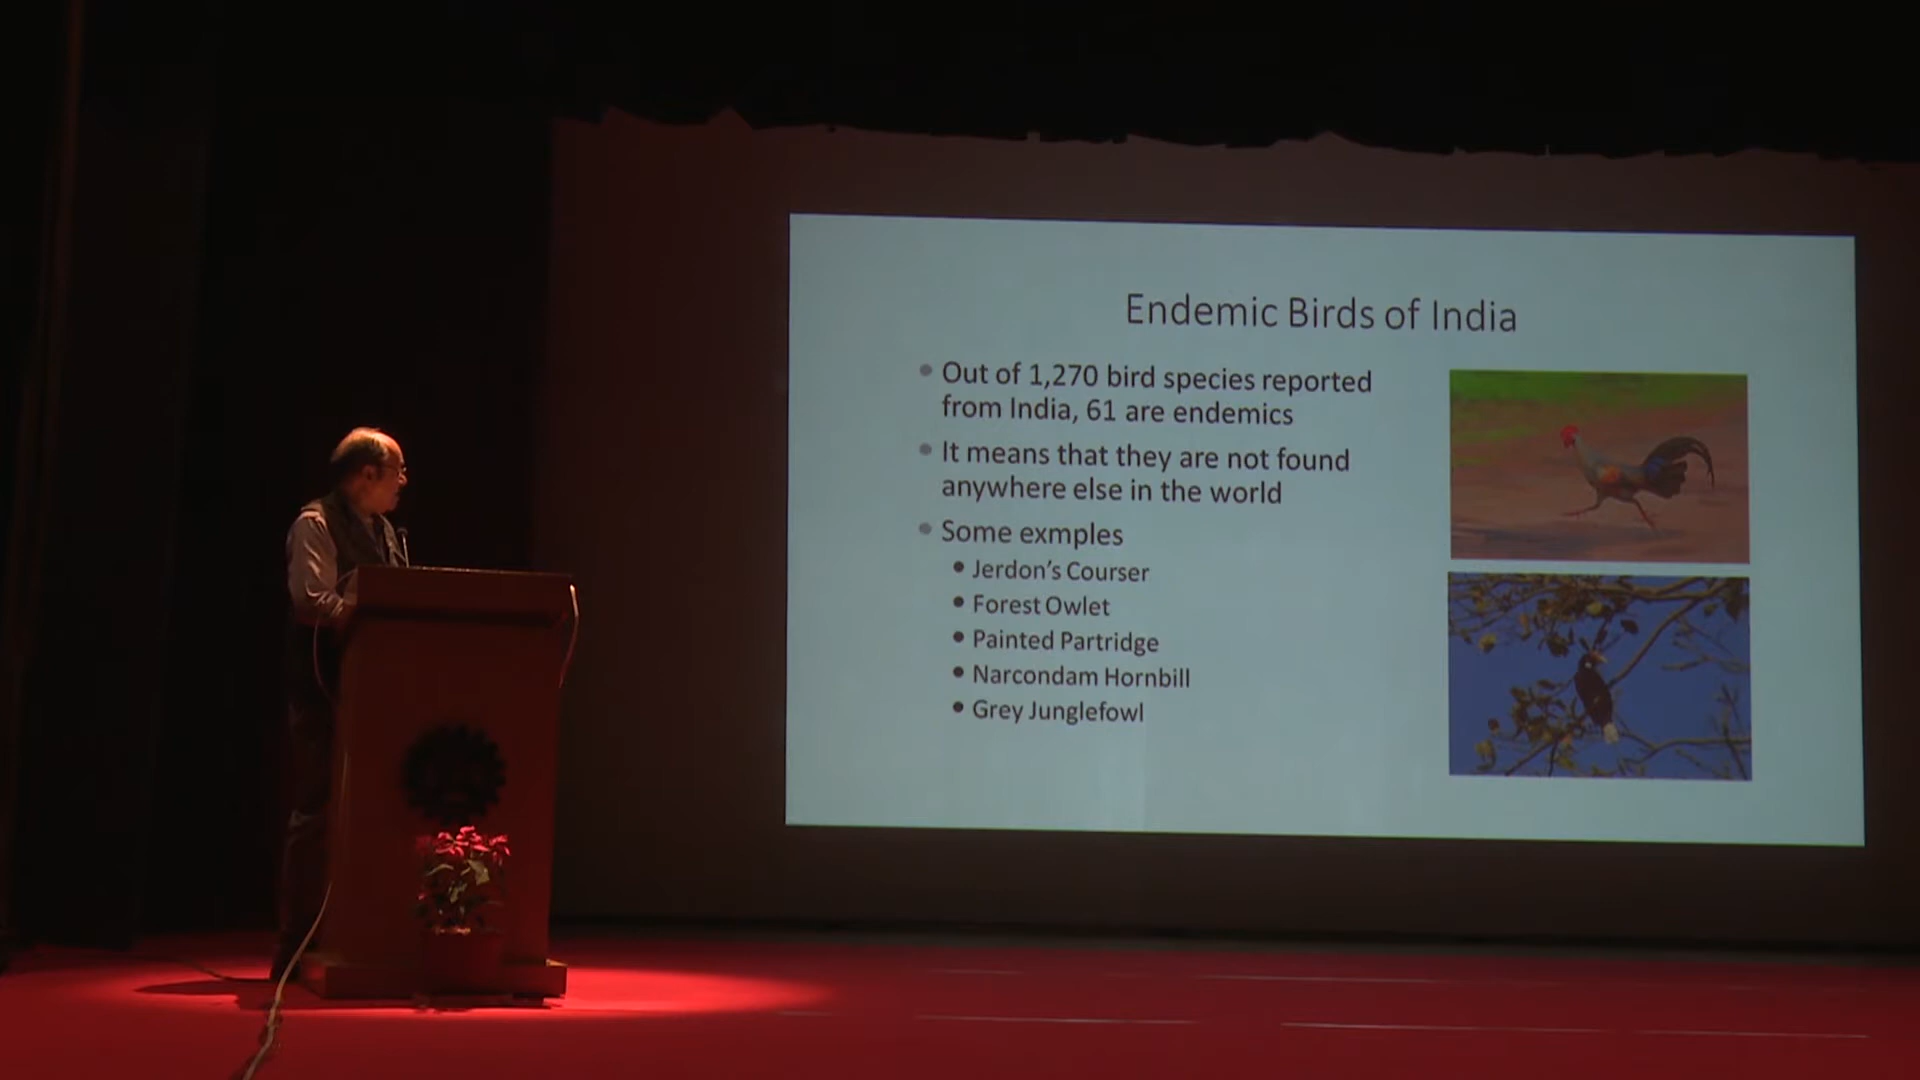 Endemic Birds of India
• Out of 1,270 bird species reported
from India, 61 are endemics
• It means that they are not found
anywhere else in the world
• Some exmples
• Jerdon's Courser
• Forest Owlet
• Painted Partridge
• Narcondam Hornbill
• Grey Junglefowl